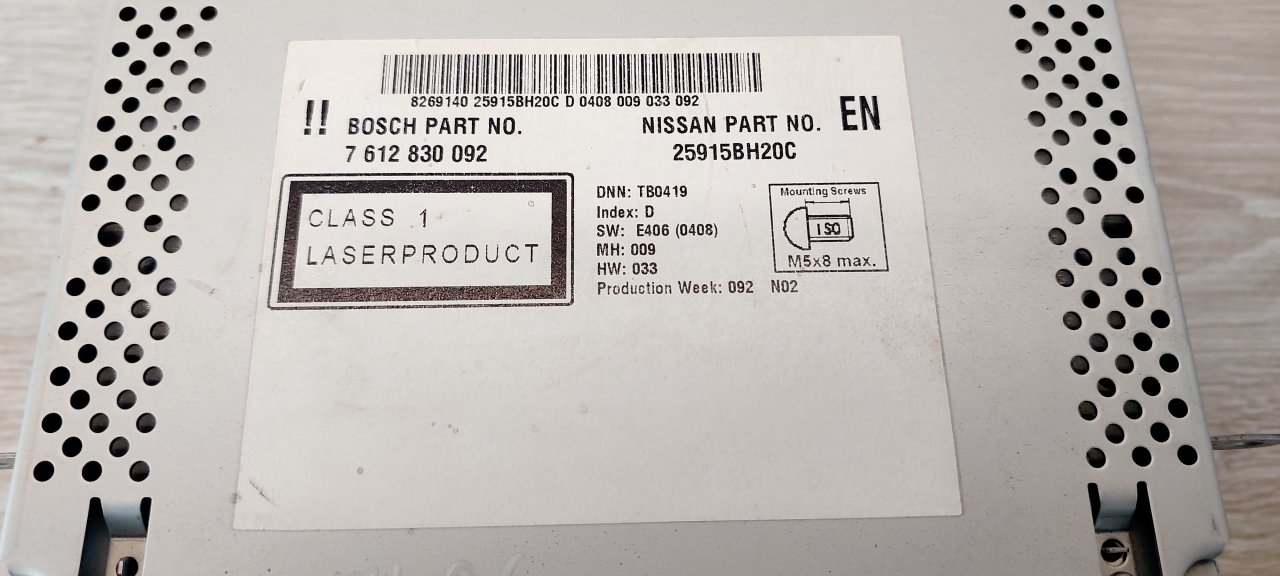 8269140 25915BH20C D 0408 009 033 092
!! BOSCH PART NO. NISSAN PART NO. EN
7 612 830 092 25915BH20C
CLASS 1
LASERPRODUCT
DNN: TB0419
Index: D
SW: E406 (0408)
MH: 009
HW: 033
Production Week: 092 N02
Mounting Screws
ISO
M5x8 max.